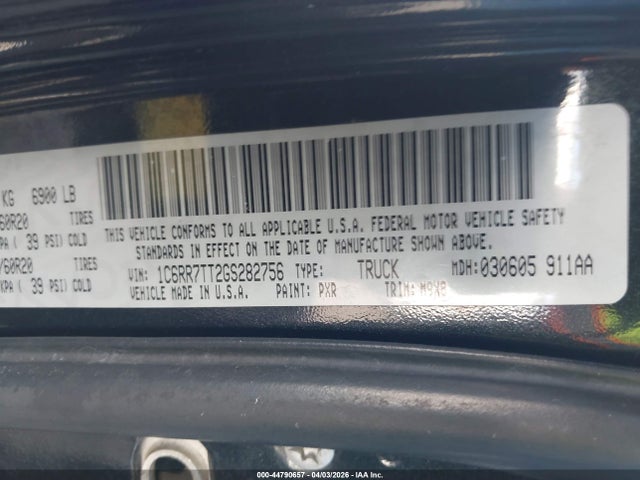 KG 6900 LB
60R20 TIRES
KPA ( 39 PSI) COLD
/60R20 TIRES
KPA ( 39 PSI) COLD
THIS VEHICLE CONFORMS TO ALL APPLICABLE U.S.A. FEDERAL MOTOR VEHICLE SAFETY
STANDARDS IN EFFECT ON THE DATE OF MANUFACTURE SHOWN ABOVE.
VIN: 1C6RR7TT2GS282756 TYPE: TRUCK MDH: 030605 911AA
VEHICLE MADE IN U.S.A. PAINT: PXR TRIM:
000-44790657 - 04/03/2026 - IAA Inc.